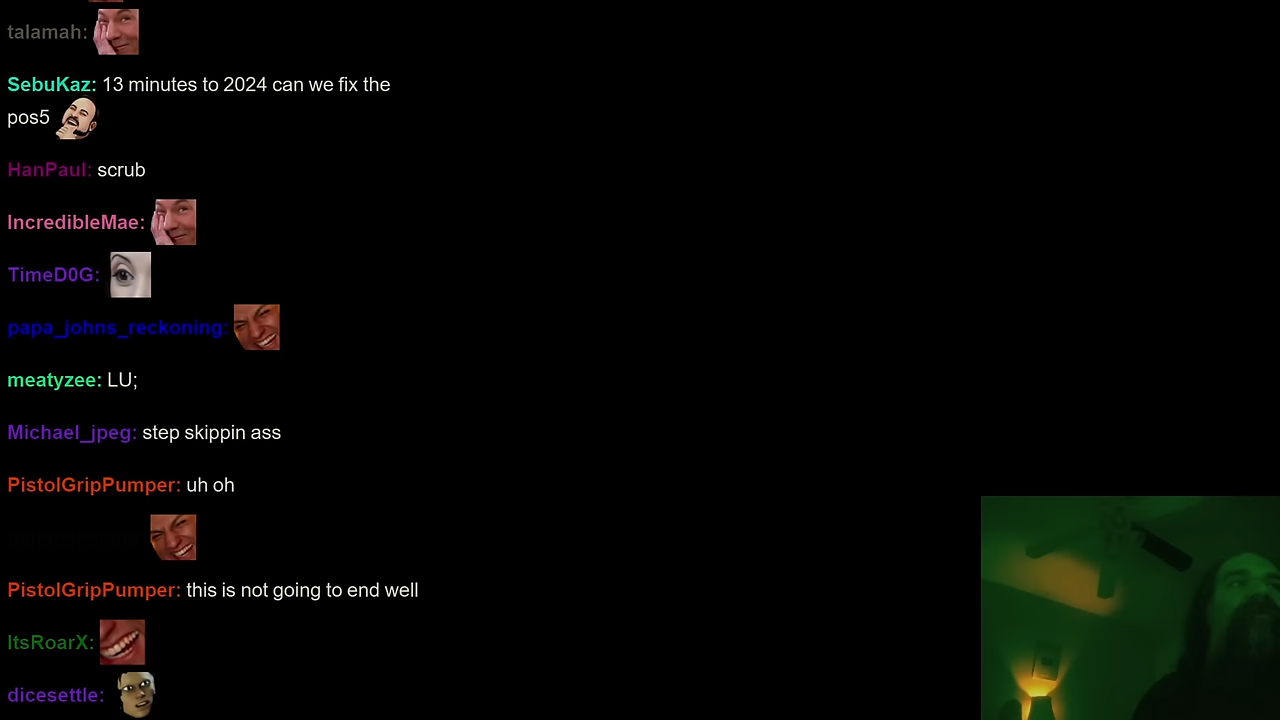 talamah:
SebuKaz: 13 minutes to 2024 can we fix the
pos5
HanPaul: scrub
IncredibleMae:
TimeD0G:
papa_johns_reckoning:
meatyzee: LU;
Michael_jpeg: step skippin ass
PistolGripPumper: uh oh
PistolGripPumper: this is not going to end well
ItsRoarX:
dicesettle: